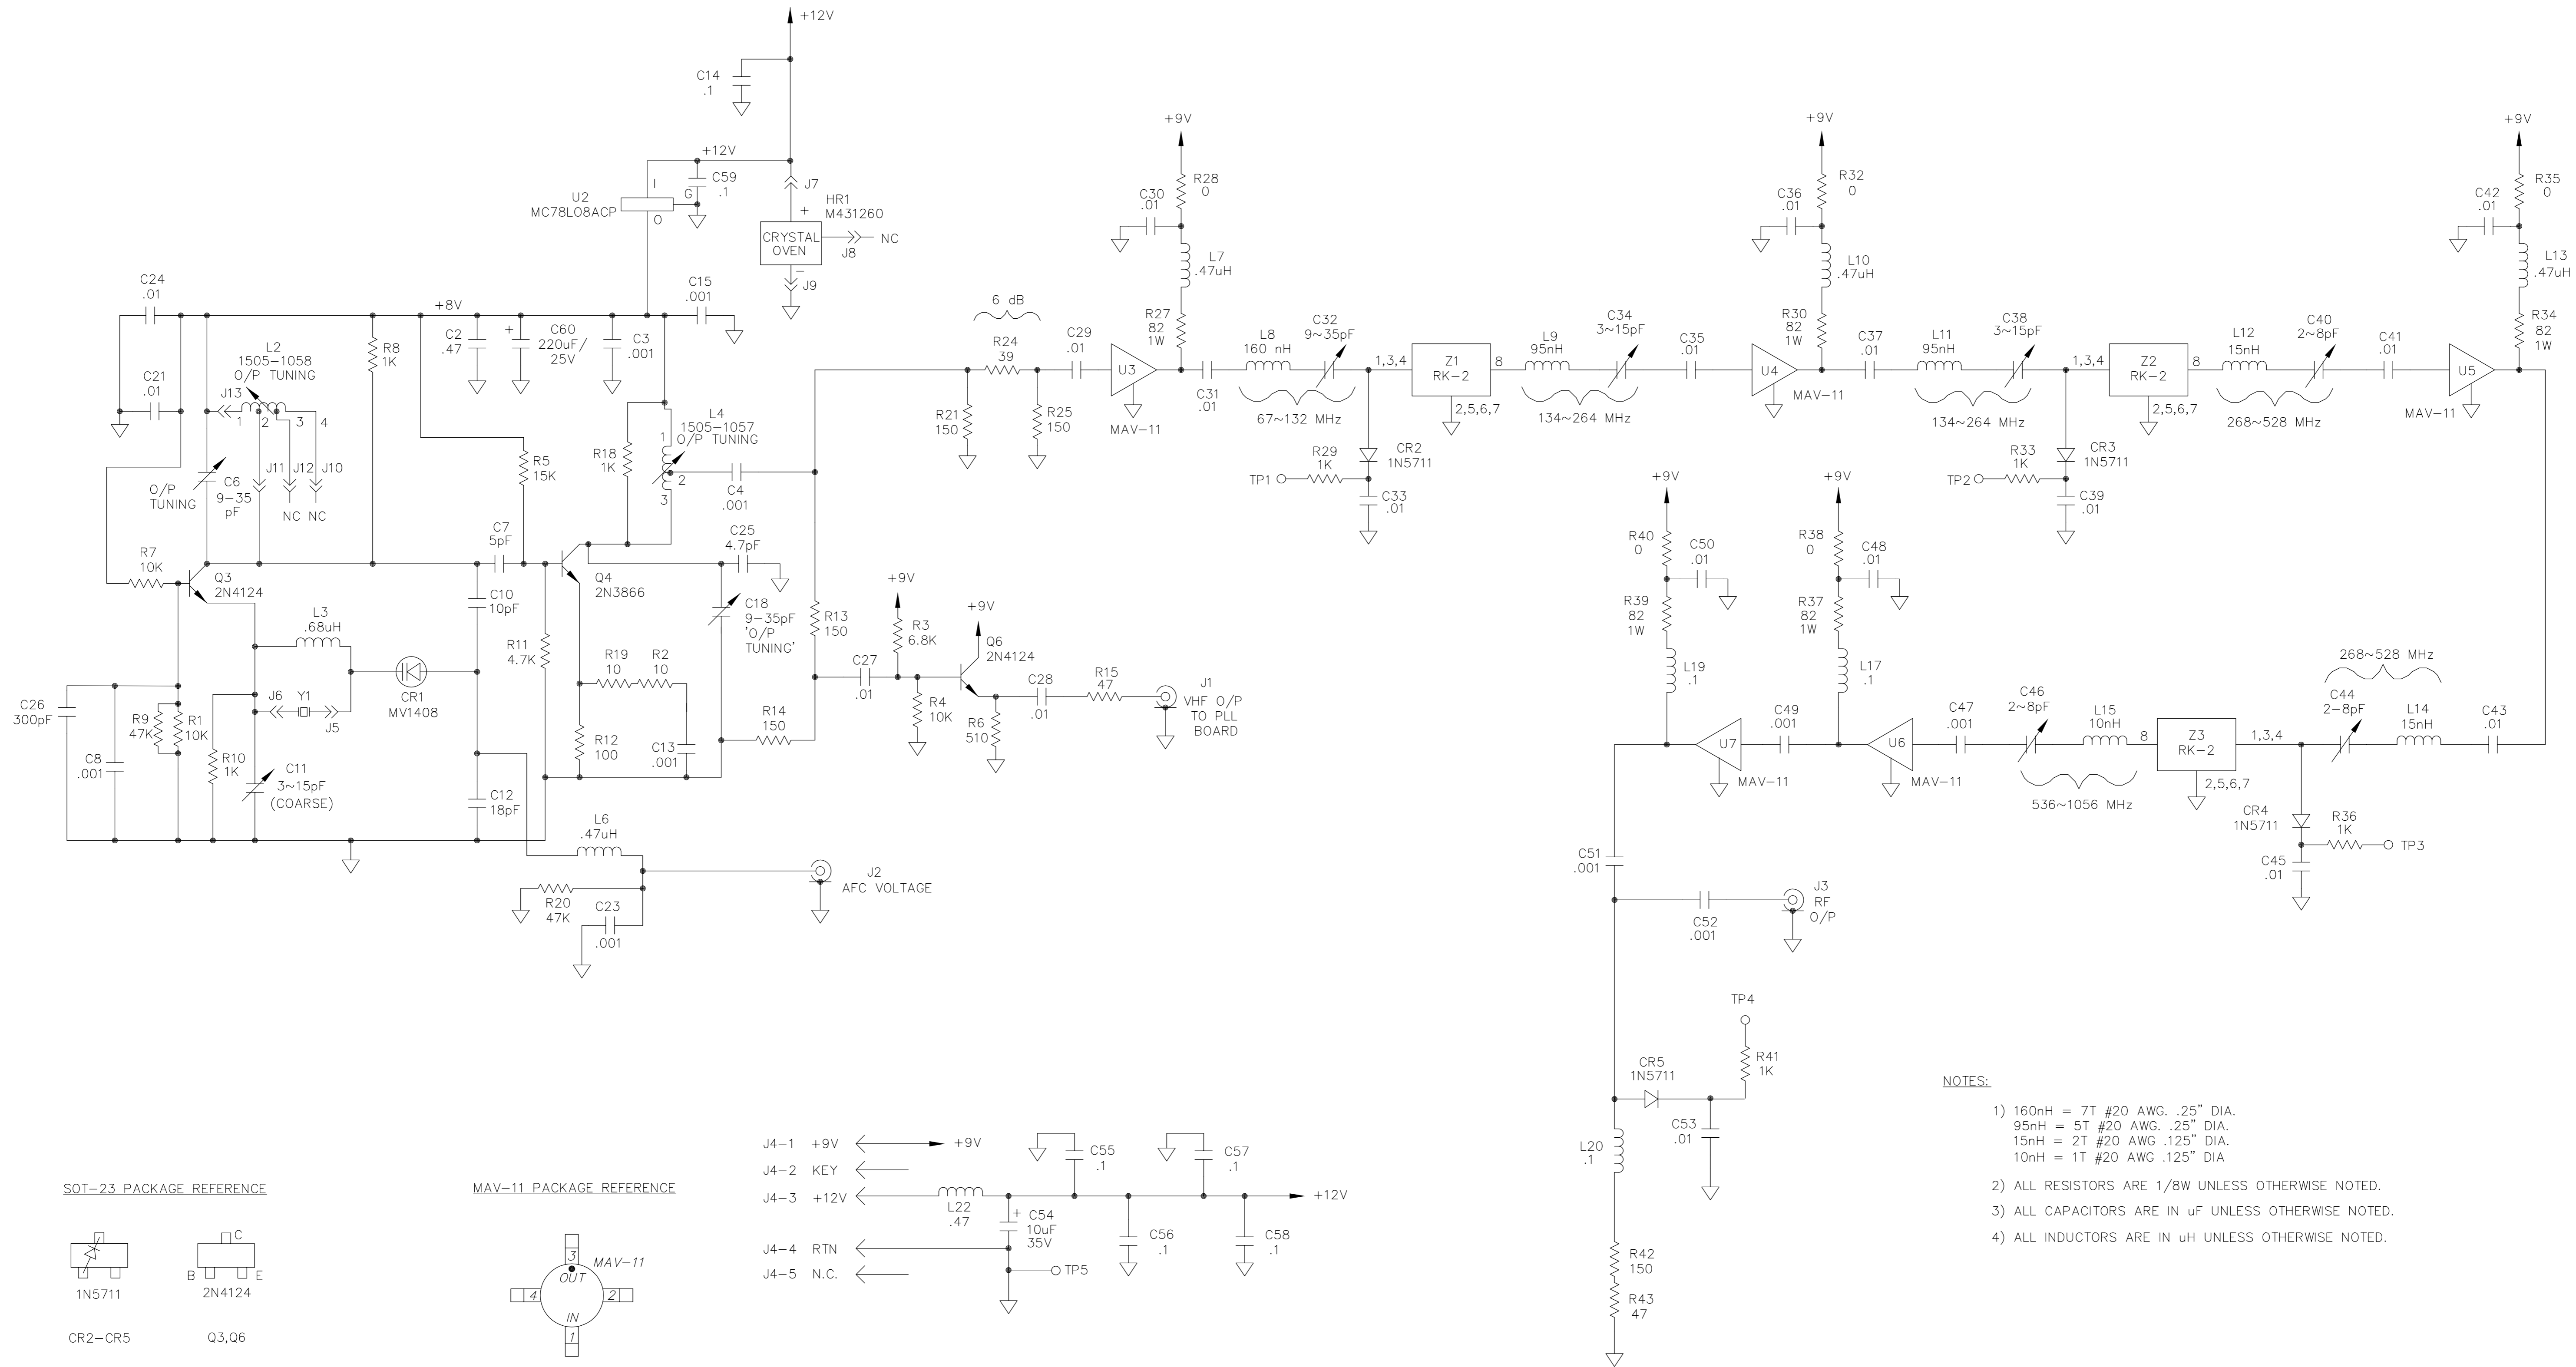 +12V
C14
.1
+12V
C59
.1
I
G
O
U2
MC78L08ACP
J7
HR1
M431260
+
CRYSTAL
OVEN
J8
NC
−
J9
C24
.01
+8V
C15
.001
C2
.47
+
C60
220uF/
25V
C3
.001
L2
1505-1058
O/P TUNING
R8
1K
C21
.01
J13
1
2
3
4
J11
J12
J10
NC NC
O/P
TUNING
C6
9-35
pF
R5
15K
R18
1K
L4
1505-1057
O/P TUNING
1
2
3
C4
.001
C7
5pF
C25
4.7pF
R7
10K
Q3
2N4124
Q4
2N3866
C10
10pF
L3
.68uH
R11
4.7K
C18
9-35pF
'O/P
TUNING'
R13
150
R19
10
R2
10
CR1
MV1408
J6
Y1
J5
C26
300pF
C8
.001
R9
47K
R1
10K
R10
1K
C11
3~15pF
(COARSE)
R12
100
C13
.001
R14
150
C12
18pF
L6
.47uH
R20
47K
C23
.001
J2
AFC VOLTAGE
+9V
R3
6.8K
+9V
Q6
2N4124
C27
.01
R4
10K
R6
510
C28
.01
R15
47
J1
VHF O/P
TO PLL
BOARD
6 dB
R24
39
R21
150
R25
150
C29
.01
U3
MAV-11
+9V
R28
0
C30
.01
L7
.47uH
R27
82
1W
C31
.01
L8
160 nH
C32
9~35pF
67~132 MHz
1,3,4
Z1
RK-2
8
2,5,6,7
CR2
1N5711
R29
1K
TP1
C33
.01
L9
95nH
C34
3~15pF
134~264 MHz
C35
.01
U4
MAV-11
+9V
R32
0
C36
.01
L10
.47uH
R30
82
1W
C37
.01
L11
95nH
C38
3~15pF
134~264 MHz
1,3,4
Z2
RK-2
8
2,5,6,7
CR3
1N5711
R33
1K
TP2
C39
.01
L12
15nH
C40
2~8pF
268~528 MHz
C41
.01
U5
MAV-11
+9V
R35
0
C42
.01
L13
.47uH
R34
82
1W
+9V
R40
0
C50
.01
R39
82
1W
L19
.1
+9V
R38
0
C48
.01
R37
82
1W
L17
.1
U7
MAV-11
C49
.001
U6
MAV-11
C47
.001
C46
2~8pF
L15
10nH
536~1056 MHz
8
Z3
RK-2
1,3,4
2,5,6,7
268~528 MHz
C44
2-8pF
L14
15nH
C43
.01
CR4
1N5711
R36
1K
TP3
C45
.01
C51
.001
C52
.001
J3
RF
O/P
TP4
R41
1K
CR5
1N5711
C53
.01
L20
.1
R42
150
R43
47
J4-1 +9V
+9V
J4-2 KEY
J4-3 +12V
L22
.47
+
C54
10uF
35V
C55
.1
C57
.1
C56
.1
C58
.1
+12V
J4-4 RTN
J4-5 N.C.
TP5
NOTES:
1) 160nH = 7T #20 AWG. .25" DIA.
95nH = 5T #20 AWG. .25" DIA.
15nH = 2T #20 AWG .125" DIA.
10nH = 1T #20 AWG .125" DIA
2) ALL RESISTORS ARE 1/8W UNLESS OTHERWISE NOTED.
3) ALL CAPACITORS ARE IN uF UNLESS OTHERWISE NOTED.
4) ALL INDUCTORS ARE IN uH UNLESS OTHERWISE NOTED.
SOT-23 PACKAGE REFERENCE
1N5711
CR2-CR5
C
B
E
2N4124
Q3,Q6
MAV-11 PACKAGE REFERENCE
3
OUT
MAV-11
4
2
IN
1